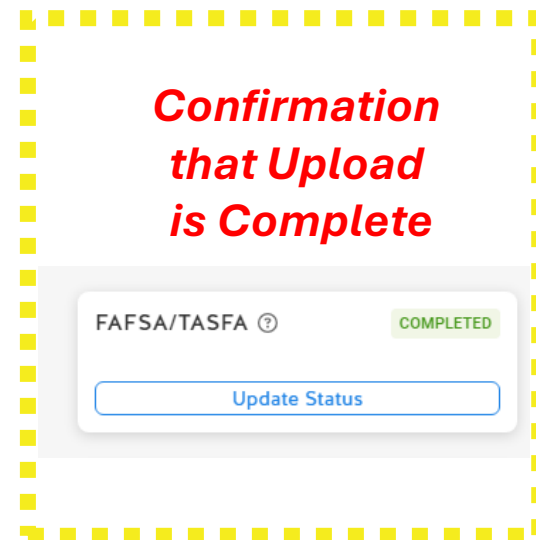 Confirmation
that Upload
is Complete
FAFSA/TASFA ?
COMPLETED
Update Status